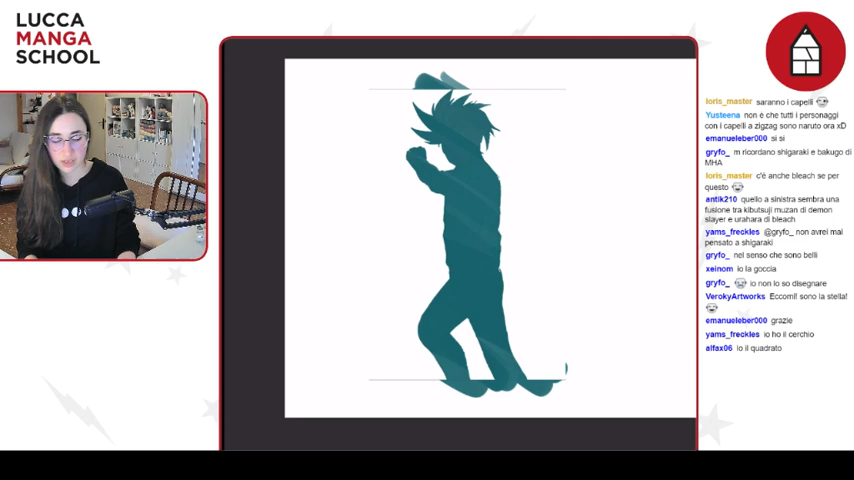 LUCCA
MANGA
SCHOOL
loris_master saranno i capelli
Yusteena non è che tutti i personaggi
con i capelli a zigzag sono naruto ora xD
emanueleber000 si si
gryfo_ m ricordano shigaraki e bakugo di
MHA
loris_master c'è anche bleach se per
questo
antik210 quello a sinistra sembra una
fusione tra kibutsuji muzan di demon
slayer e urahara di bleach
yams_freckles @gryfo_ non avrei mai
pensato a shigaraki
gryfo_ nel senso che sono belli
xeinom io la goccia
gryfo_ io non lo so disegnare
VerokyArtworks Eccomi! sono la stella!
emanueleber000 grazie
yams_freckles io ho il cerchio
alfax06 io il quadrato